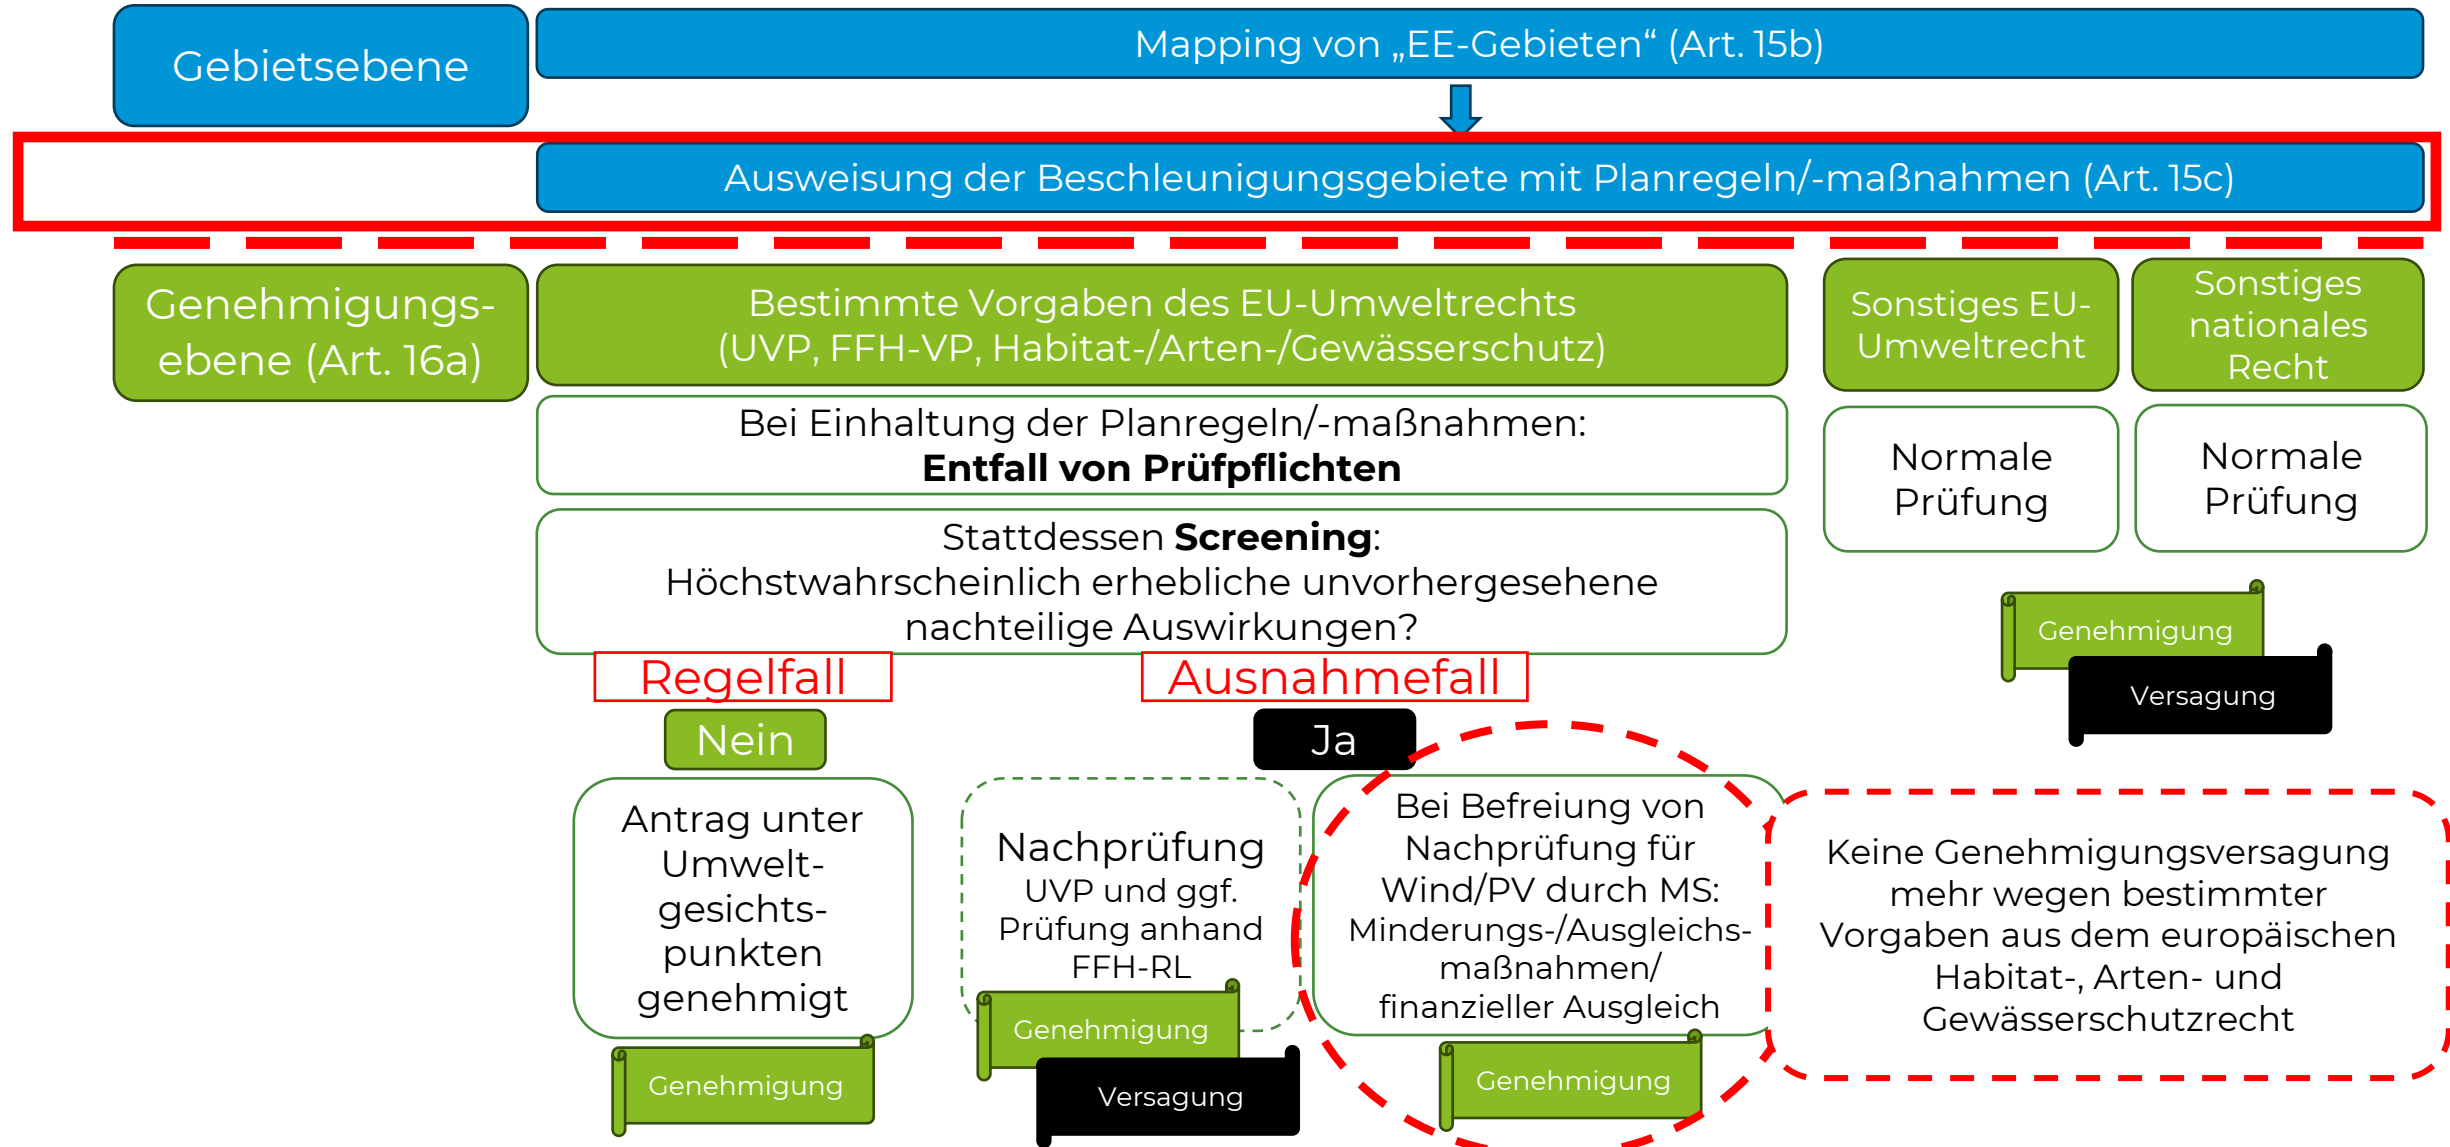 Gebietsebene
Mapping von „EE-Gebieten“ (Art. 15b)
Ausweisung der Beschleunigungsgebiete mit Planregeln/-maßnahmen (Art. 15c)
Genehmigungs-
ebene (Art. 16a)
Bestimmte Vorgaben des EU-Umweltrechts
(UVP, FFH-VP, Habitat-/Arten-/Gewässerschutz)
Sonstiges EU-
Umweltrecht
Sonstiges
nationales
Recht
Bei Einhaltung der Planregeln/-maßnahmen:
Entfall von Prüfpflichten
Normale
Prüfung
Normale
Prüfung
Stattdessen Screening:
Höchstwahrscheinlich erhebliche unvorhergesehene
nachteilige Auswirkungen?
Genehmigung
Versagung
Regelfall
Ausnahmefall
Nein
Ja
Antrag unter
Umwelt-
gesichts-
punkten
genehmigt
Genehmigung
Nachprüfung
UVP und ggf.
Prüfung anhand
FFH-RL
Genehmigung
Versagung
Bei Befreiung von
Nachprüfung für
Wind/PV durch MS:
Minderungs-/Ausgleichs-
maßnahmen/
finanzieller Ausgleich
Genehmigung
Keine Genehmigungsversagung
mehr wegen bestimmter
Vorgaben aus dem europäischen
Habitat-, Arten- und
Gewässerschutzrecht